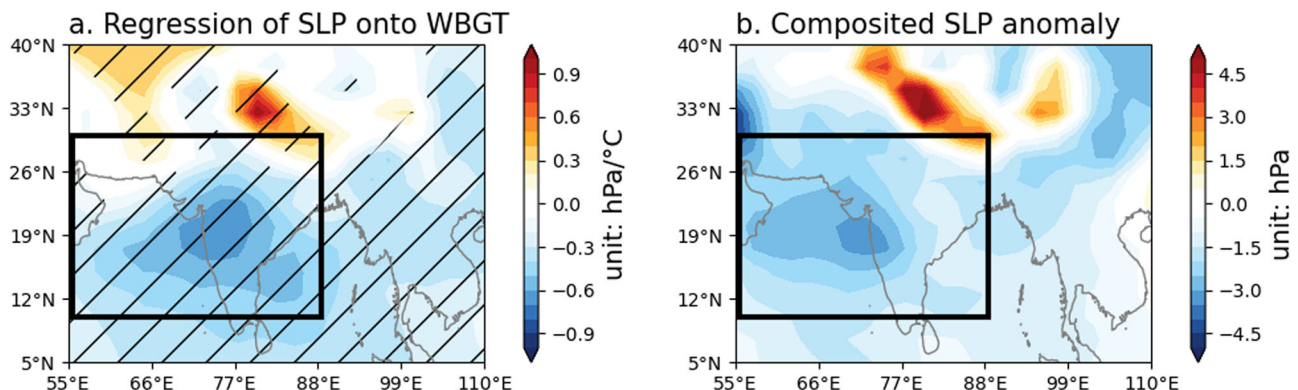 a. Regression of SLP onto WBGT
40°N
33°N
26°N
19°N
12°N
5°N
55°E 66°E 77°E 88°E 99°E 110°E
0.9
0.6
0.3
0.0
−0.3
−0.6
−0.9
unit: hPa/°C
b. Composited SLP anomaly
40°N
33°N
26°N
19°N
12°N
5°N
55°E 66°E 77°E 88°E 99°E 110°E
4.5
3.0
1.5
0.0
−1.5
−3.0
−4.5
unit: hPa